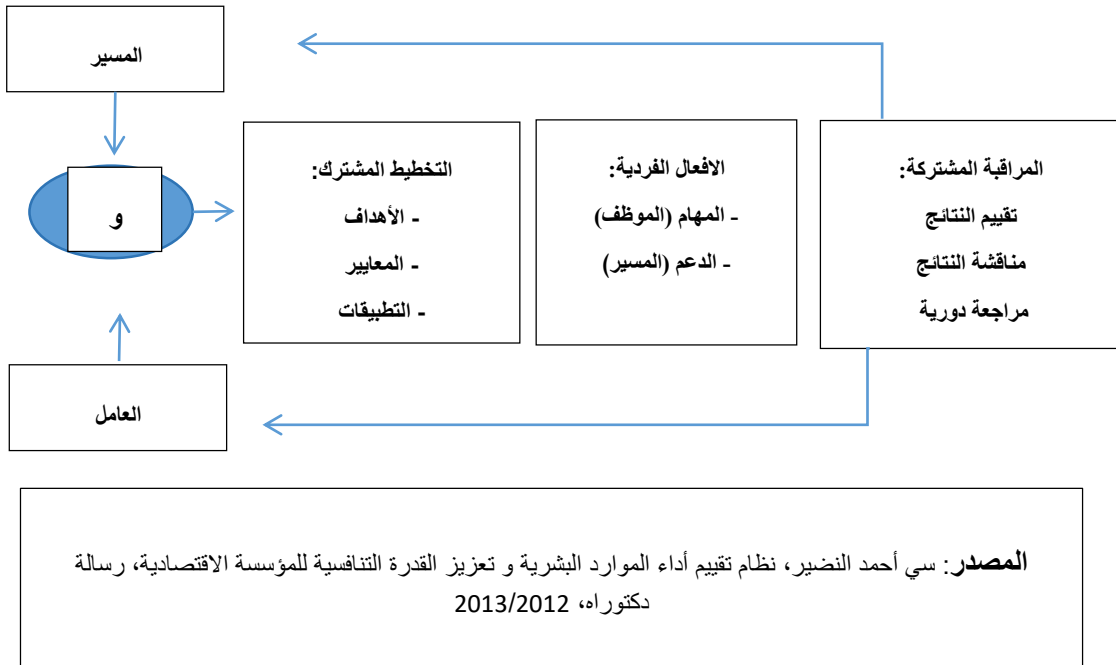 المسير
و
العامل
التخطيط المشترك:
- الأهداف
- المعايير
- التطبيقات
الافعال الفردية:
- المهام (الموظف)
- الدعم (المسير)
المراقبة المشتركة:
تقييم النتائج
مناقشة النتائج
مراجعة دورية
المصدر: سي أحمد النضير، نظام تقييم أداء الموارد البشرية و تعزيز القدرة التنافسية للمؤسسة الاقتصادية، رسالة
دكتوراه، 2013/2012